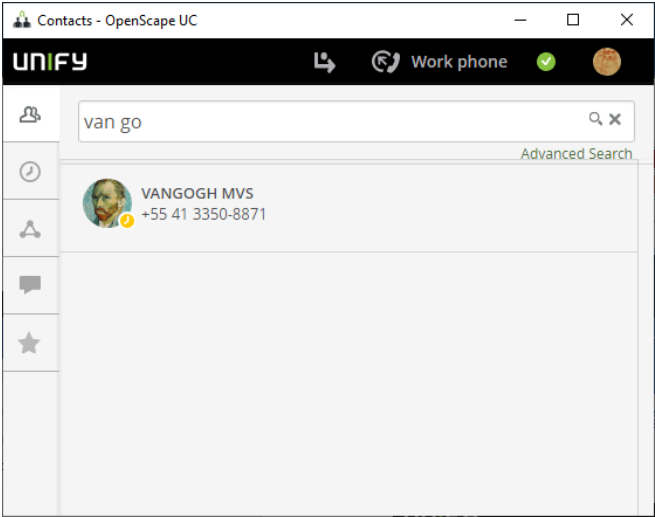 Contacts - OpenScape UC
UNIFY
Work phone
van go
Advanced Search
VANGOGH MVS
+55 41 3350-8871